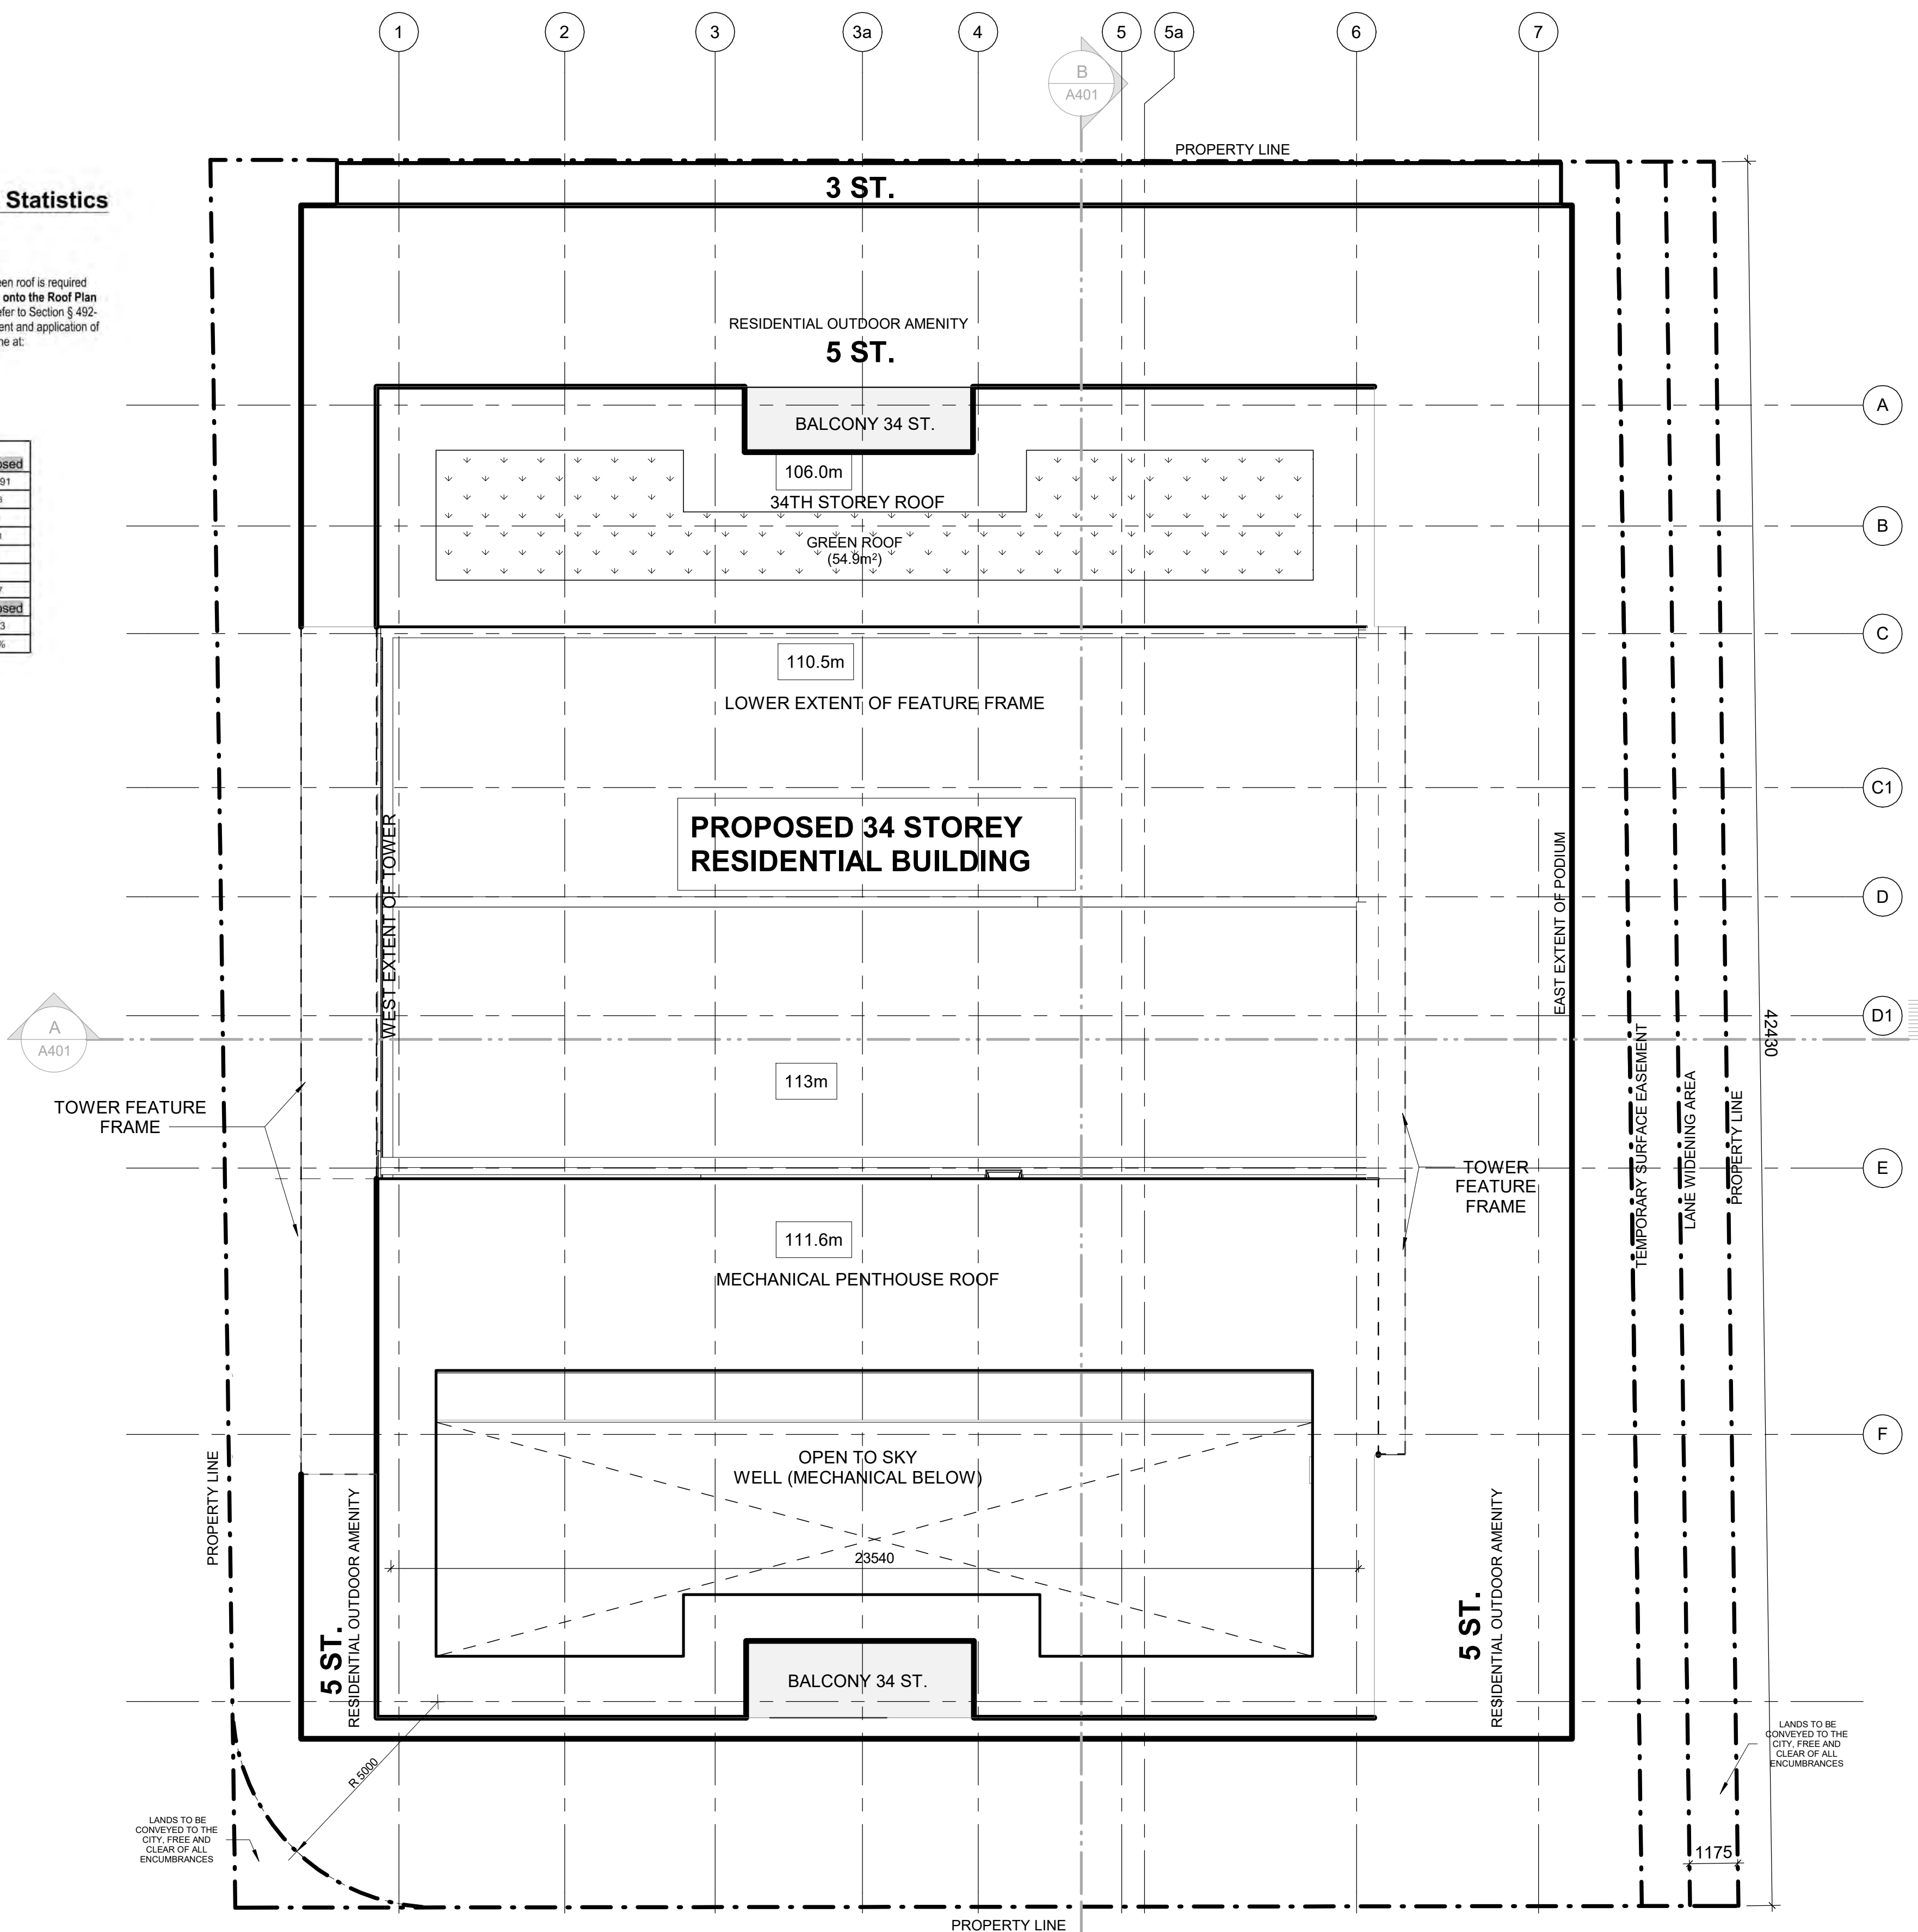 1
2
3
3a
4
5
5a
6
7
B
A401
PROPERTY LINE
Statistics
3 ST.
een roof is required
onto the Roof Plan
efer to Section § 492-
ent and application of
ne at:
RESIDENTIAL OUTDOOR AMENITY
5 ST.
A
BALCONY 34 ST.
106.0m
34TH STOREY ROOF
B
GREEN ROOF
(54.9m²)
C
110.5m
LOWER EXTENT OF FEATURE FRAME
C1
PROPOSED 34 STOREY
RESIDENTIAL BUILDING
D
WEST EXTENT OF TOWER
EAST EXTENT OF PODIUM
D1
42430
A
A401
113m
TOWER FEATURE
FRAME
TEMPORARY SURFACE EASEMENT
LANE WIDENING AREA
PROPERTY LINE
E
TOWER
FEATURE
FRAME
111.6m
MECHANICAL PENTHOUSE ROOF
F
OPEN TO SKY
WELL (MECHANICAL BELOW)
PROPERTY LINE
23540
5 ST.
RESIDENTIAL OUTDOOR AMENITY
5 ST.
RESIDENTIAL OUTDOOR AMENITY
BALCONY 34 ST.
R 5000
LANDS TO BE
CONVEYED TO THE
CITY, FREE AND
CLEAR OF ALL
ENCUMBRANCES
LANDS TO BE
CONVEYED TO THE
CITY, FREE AND
CLEAR OF ALL
ENCUMBRANCES
1175
PROPERTY LINE